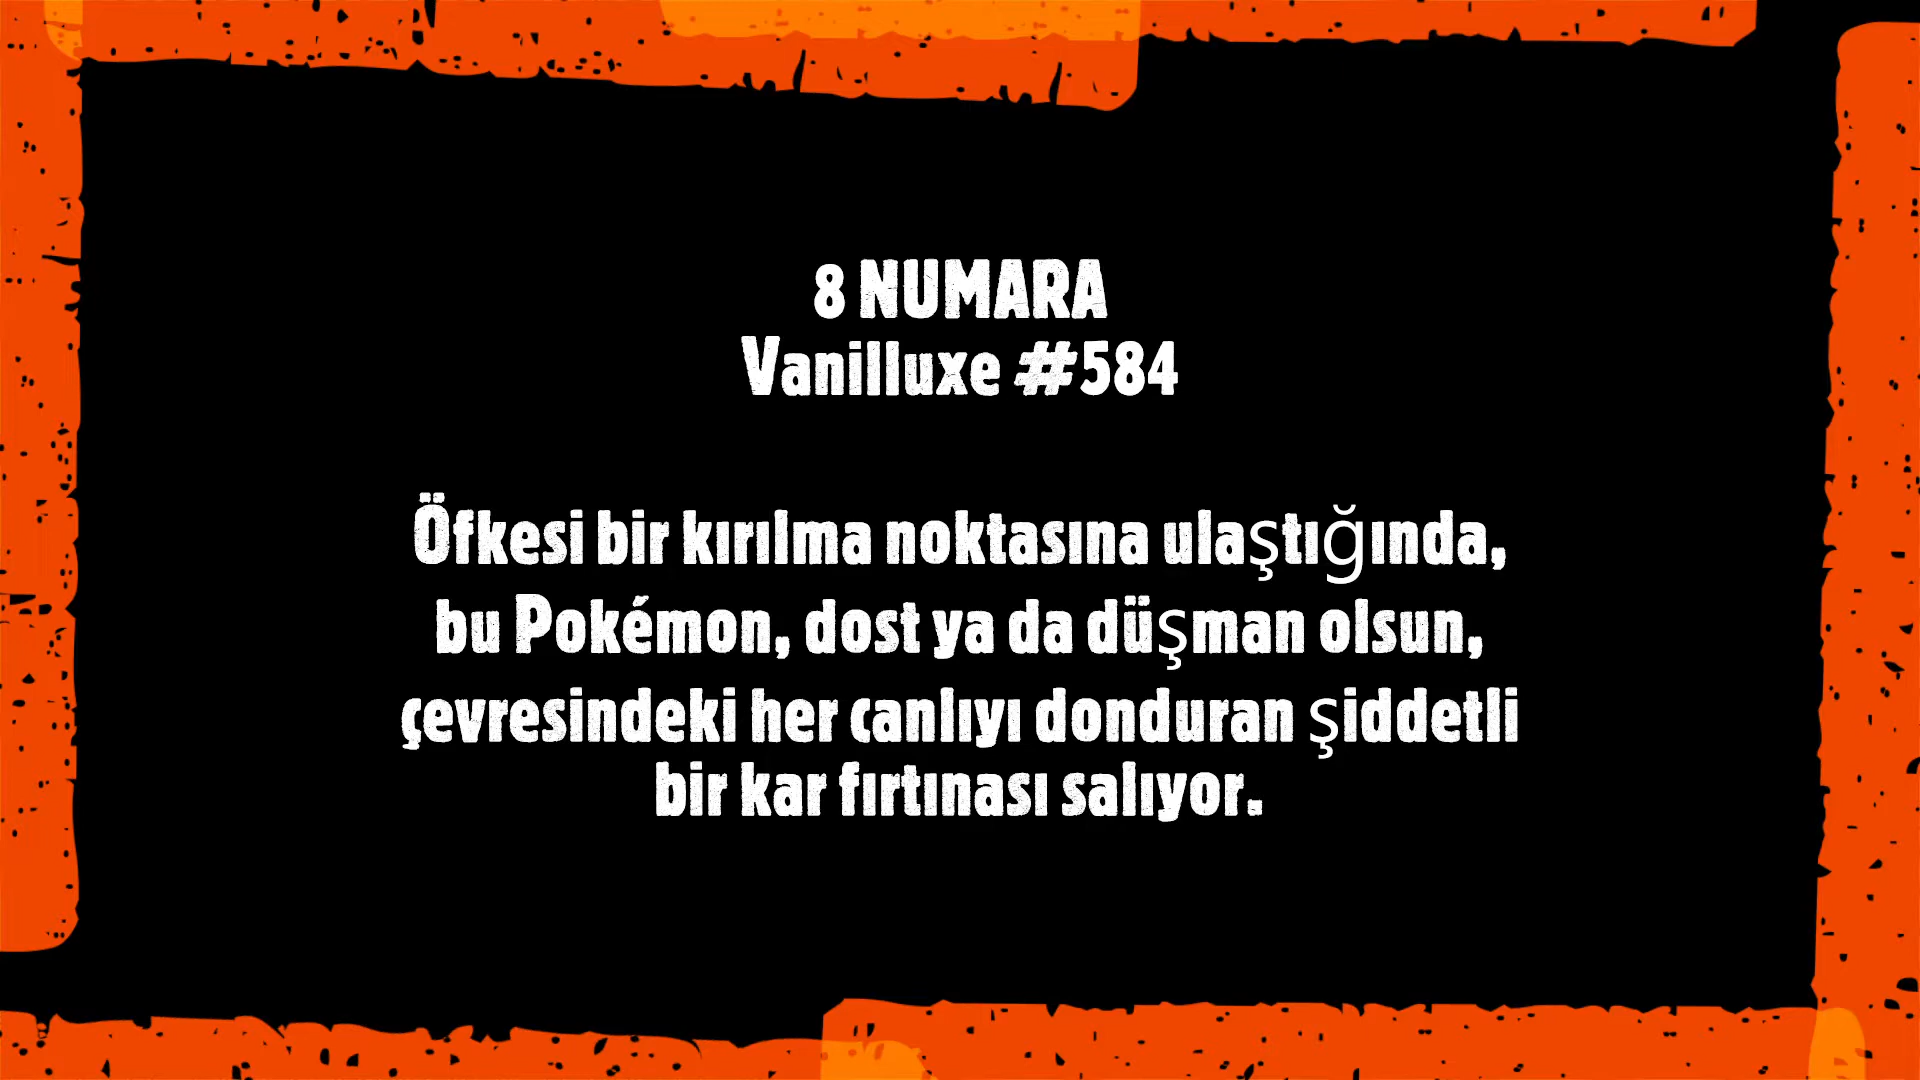 8 NUMARA
Vanilluxe #584
Öfkesi bir kırılma noktasına ulaştığında,
bu Pokémon, dost ya da düşman olsun,
çevresindeki her canlıyı donduran şiddetli
bir kar fırtınası salıyor.